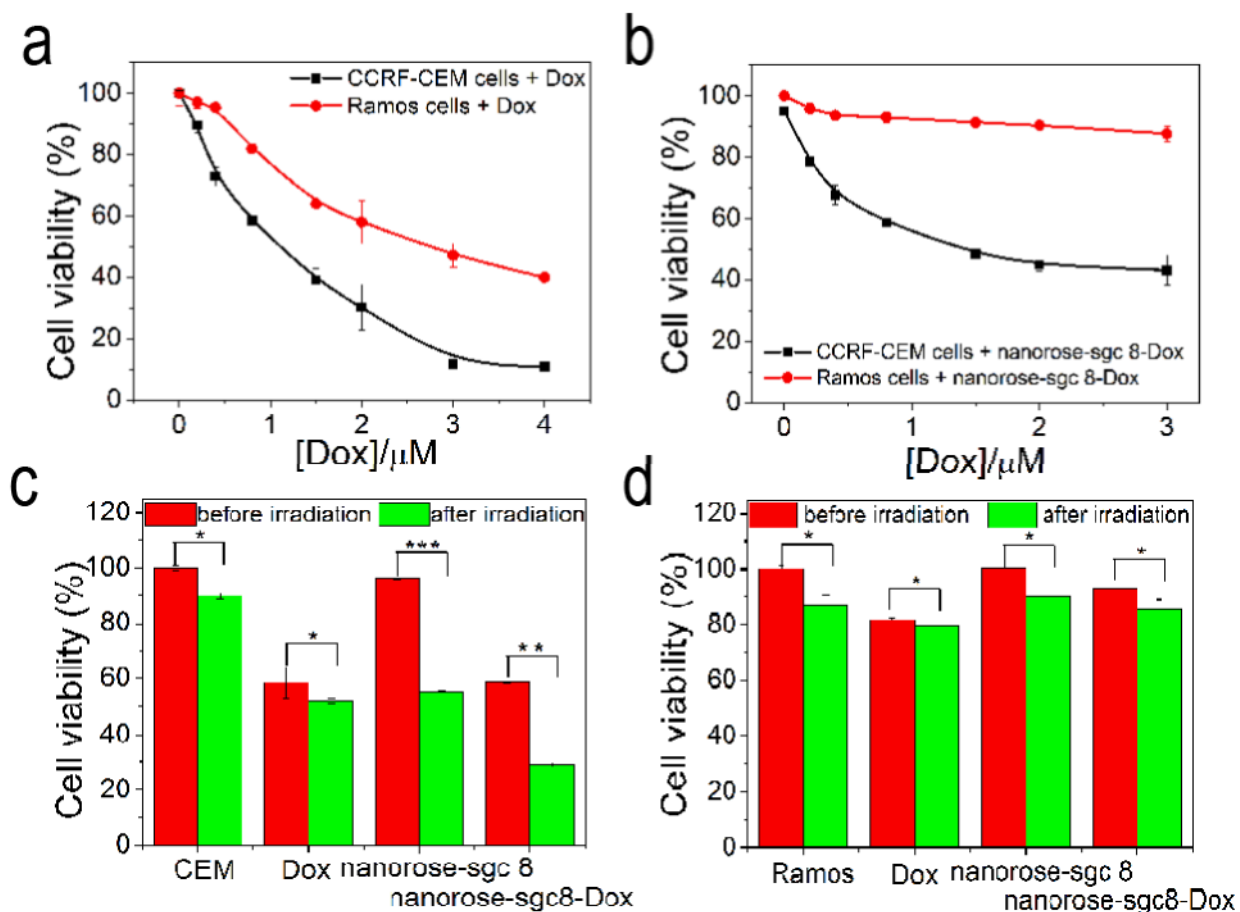 a
CCRF-CEM cells + Dox
Ramos cells + Dox
Cell viability (%)
100
80
60
40
20
0
0 1 2 3 4
[Dox]/μM
b
100
80
60
40
20
0
Cell viability (%)
CCRF-CEM cells + nanorose-sgc 8-Dox
Ramos cells + nanorose-sgc 8-Dox
0 1 2 3
[Dox]/μM
c
before irradiation after irradiation
Cell viability (%)
120
100
80
60
40
20
0
* * *** **
CEM Dox nanorose-sgc 8
nanorose-sgc8-Dox
d
before irradiation after irradiation
Cell viability (%)
120
100
80
60
40
20
0
* * * *
Ramos Dox nanorose-sgc 8
nanorose-sgc8-Dox